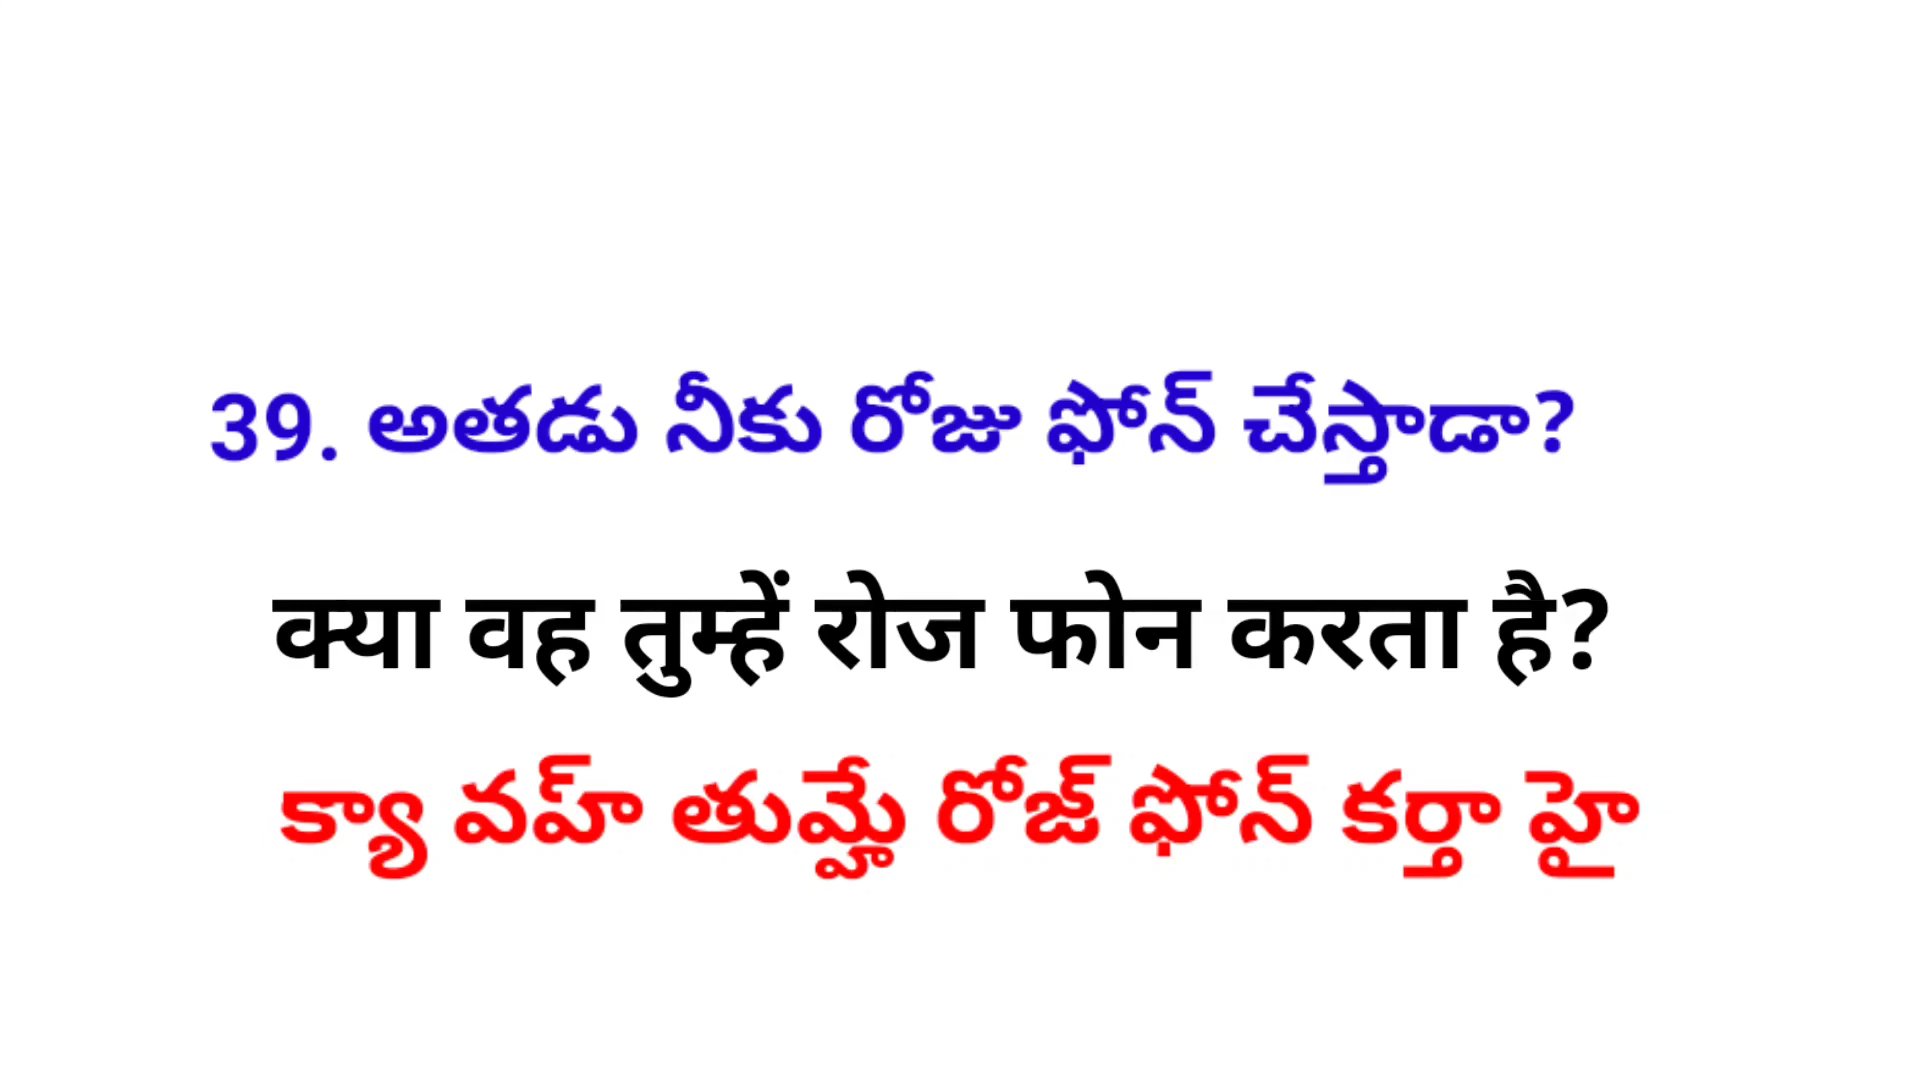 39. అతడు నీకు రోజు ఫోన్ చేస్తాడా?
क्या वह तुम्हें रोज फोन करता है?
క్యా వహ్ తుమ్హే రోజ్ ఫోన్ కర్తా హై